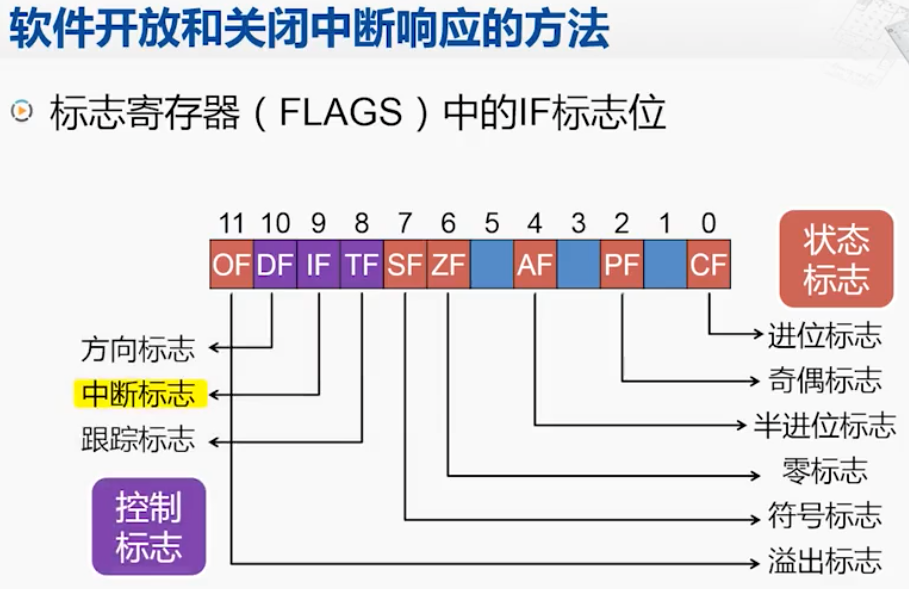 软件开放和关闭中断响应的方法
标志寄存器（FLAGS）中的IF标志位
11 10 9 8 7 6 5 4 3 2 1 0
OF DF IF TF SF ZF AF PF CF
状态
标志
方向标志
中断标志
跟踪标志
控制
标志
进位标志
奇偶标志
半进位标志
零标志
符号标志
溢出标志